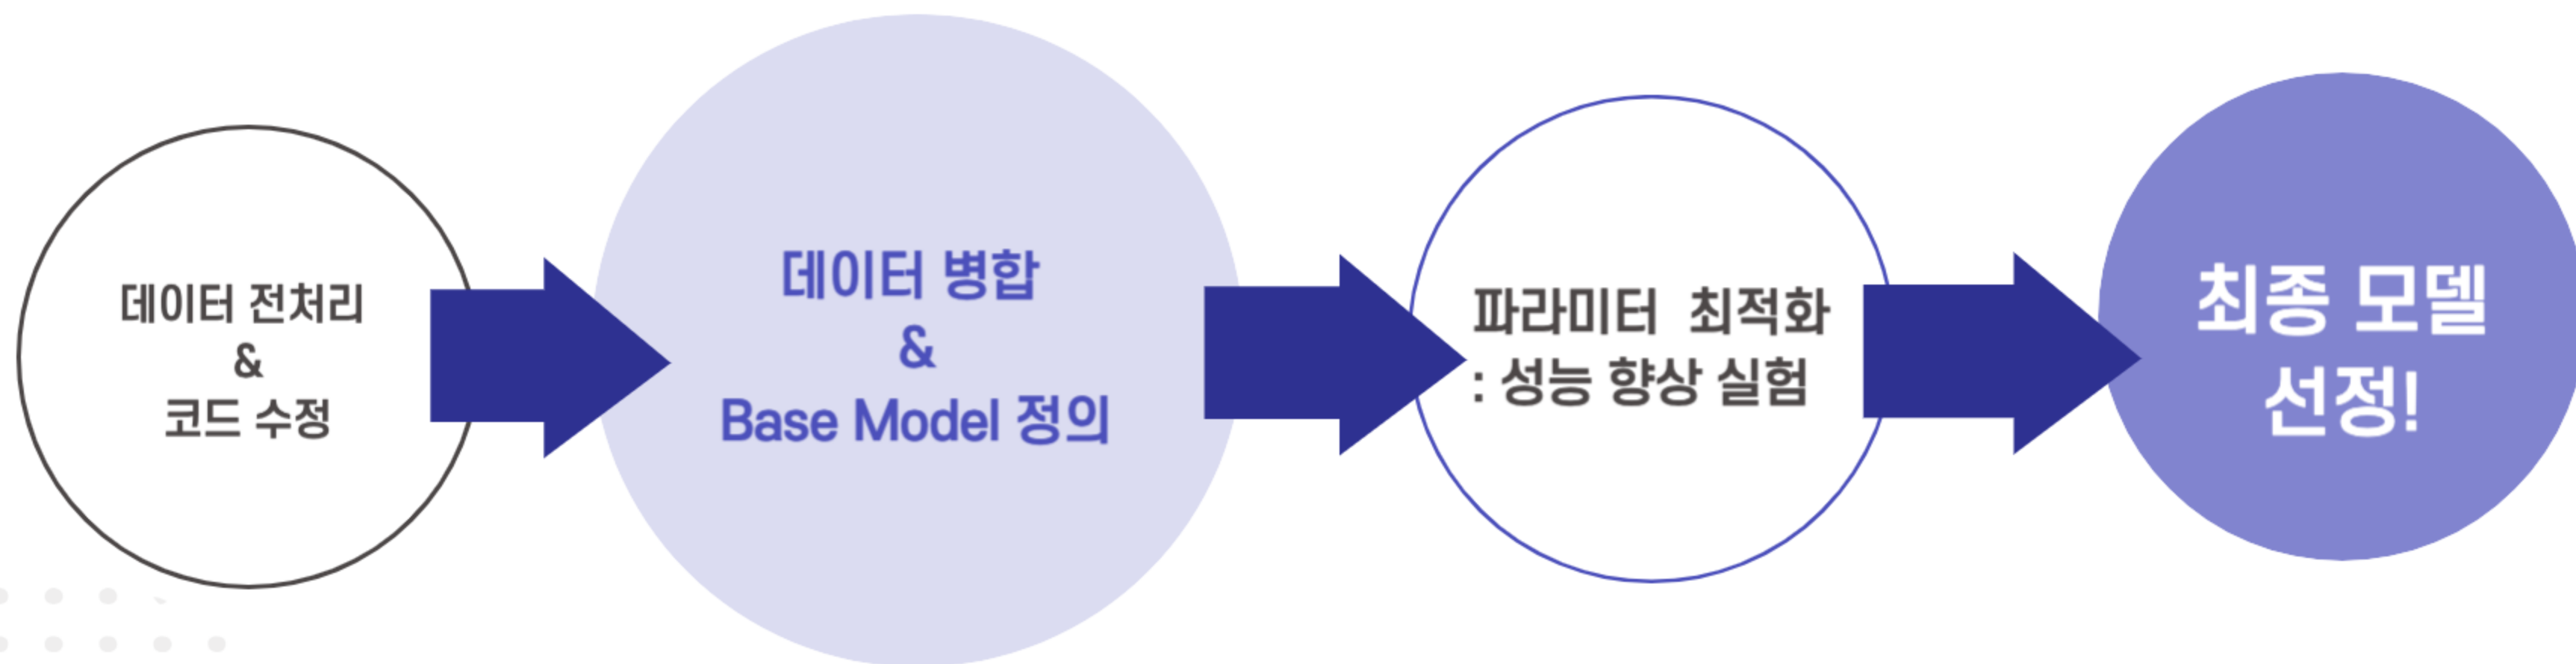 데이터 전처리
&
코드 수정
데이터 병합
&
Base Model 정의
파라미터 최적화
: 성능 향상 실험
최종 모델
선정!